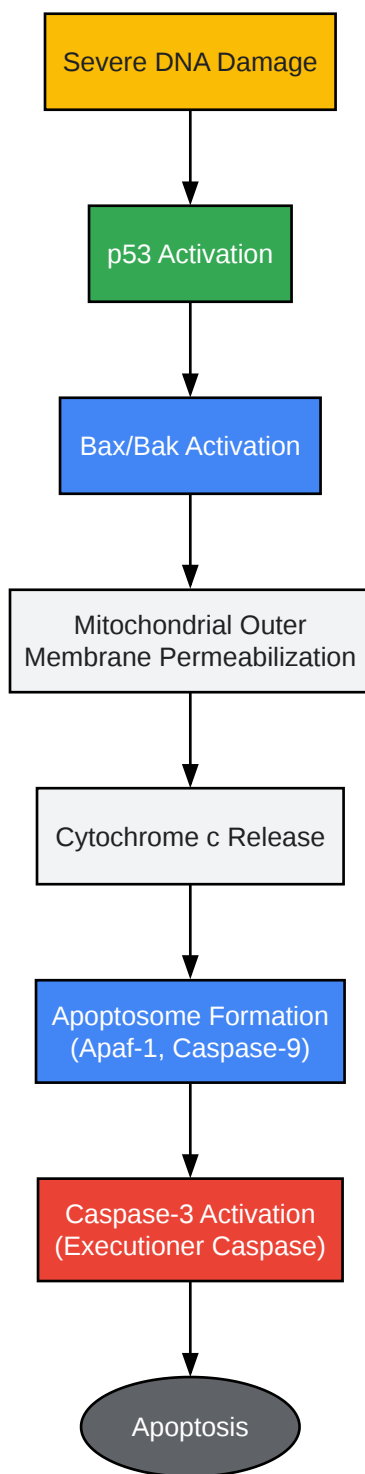 Severe DNA Damage
p53 Activation
Bax/Bak Activation
Mitochondrial Outer
Membrane Permeabilization
Cytochrome c Release
Apoptosome Formation
(Apaf-1, Caspase-9)
Caspase-3 Activation
(Executioner Caspase)
Apoptosis